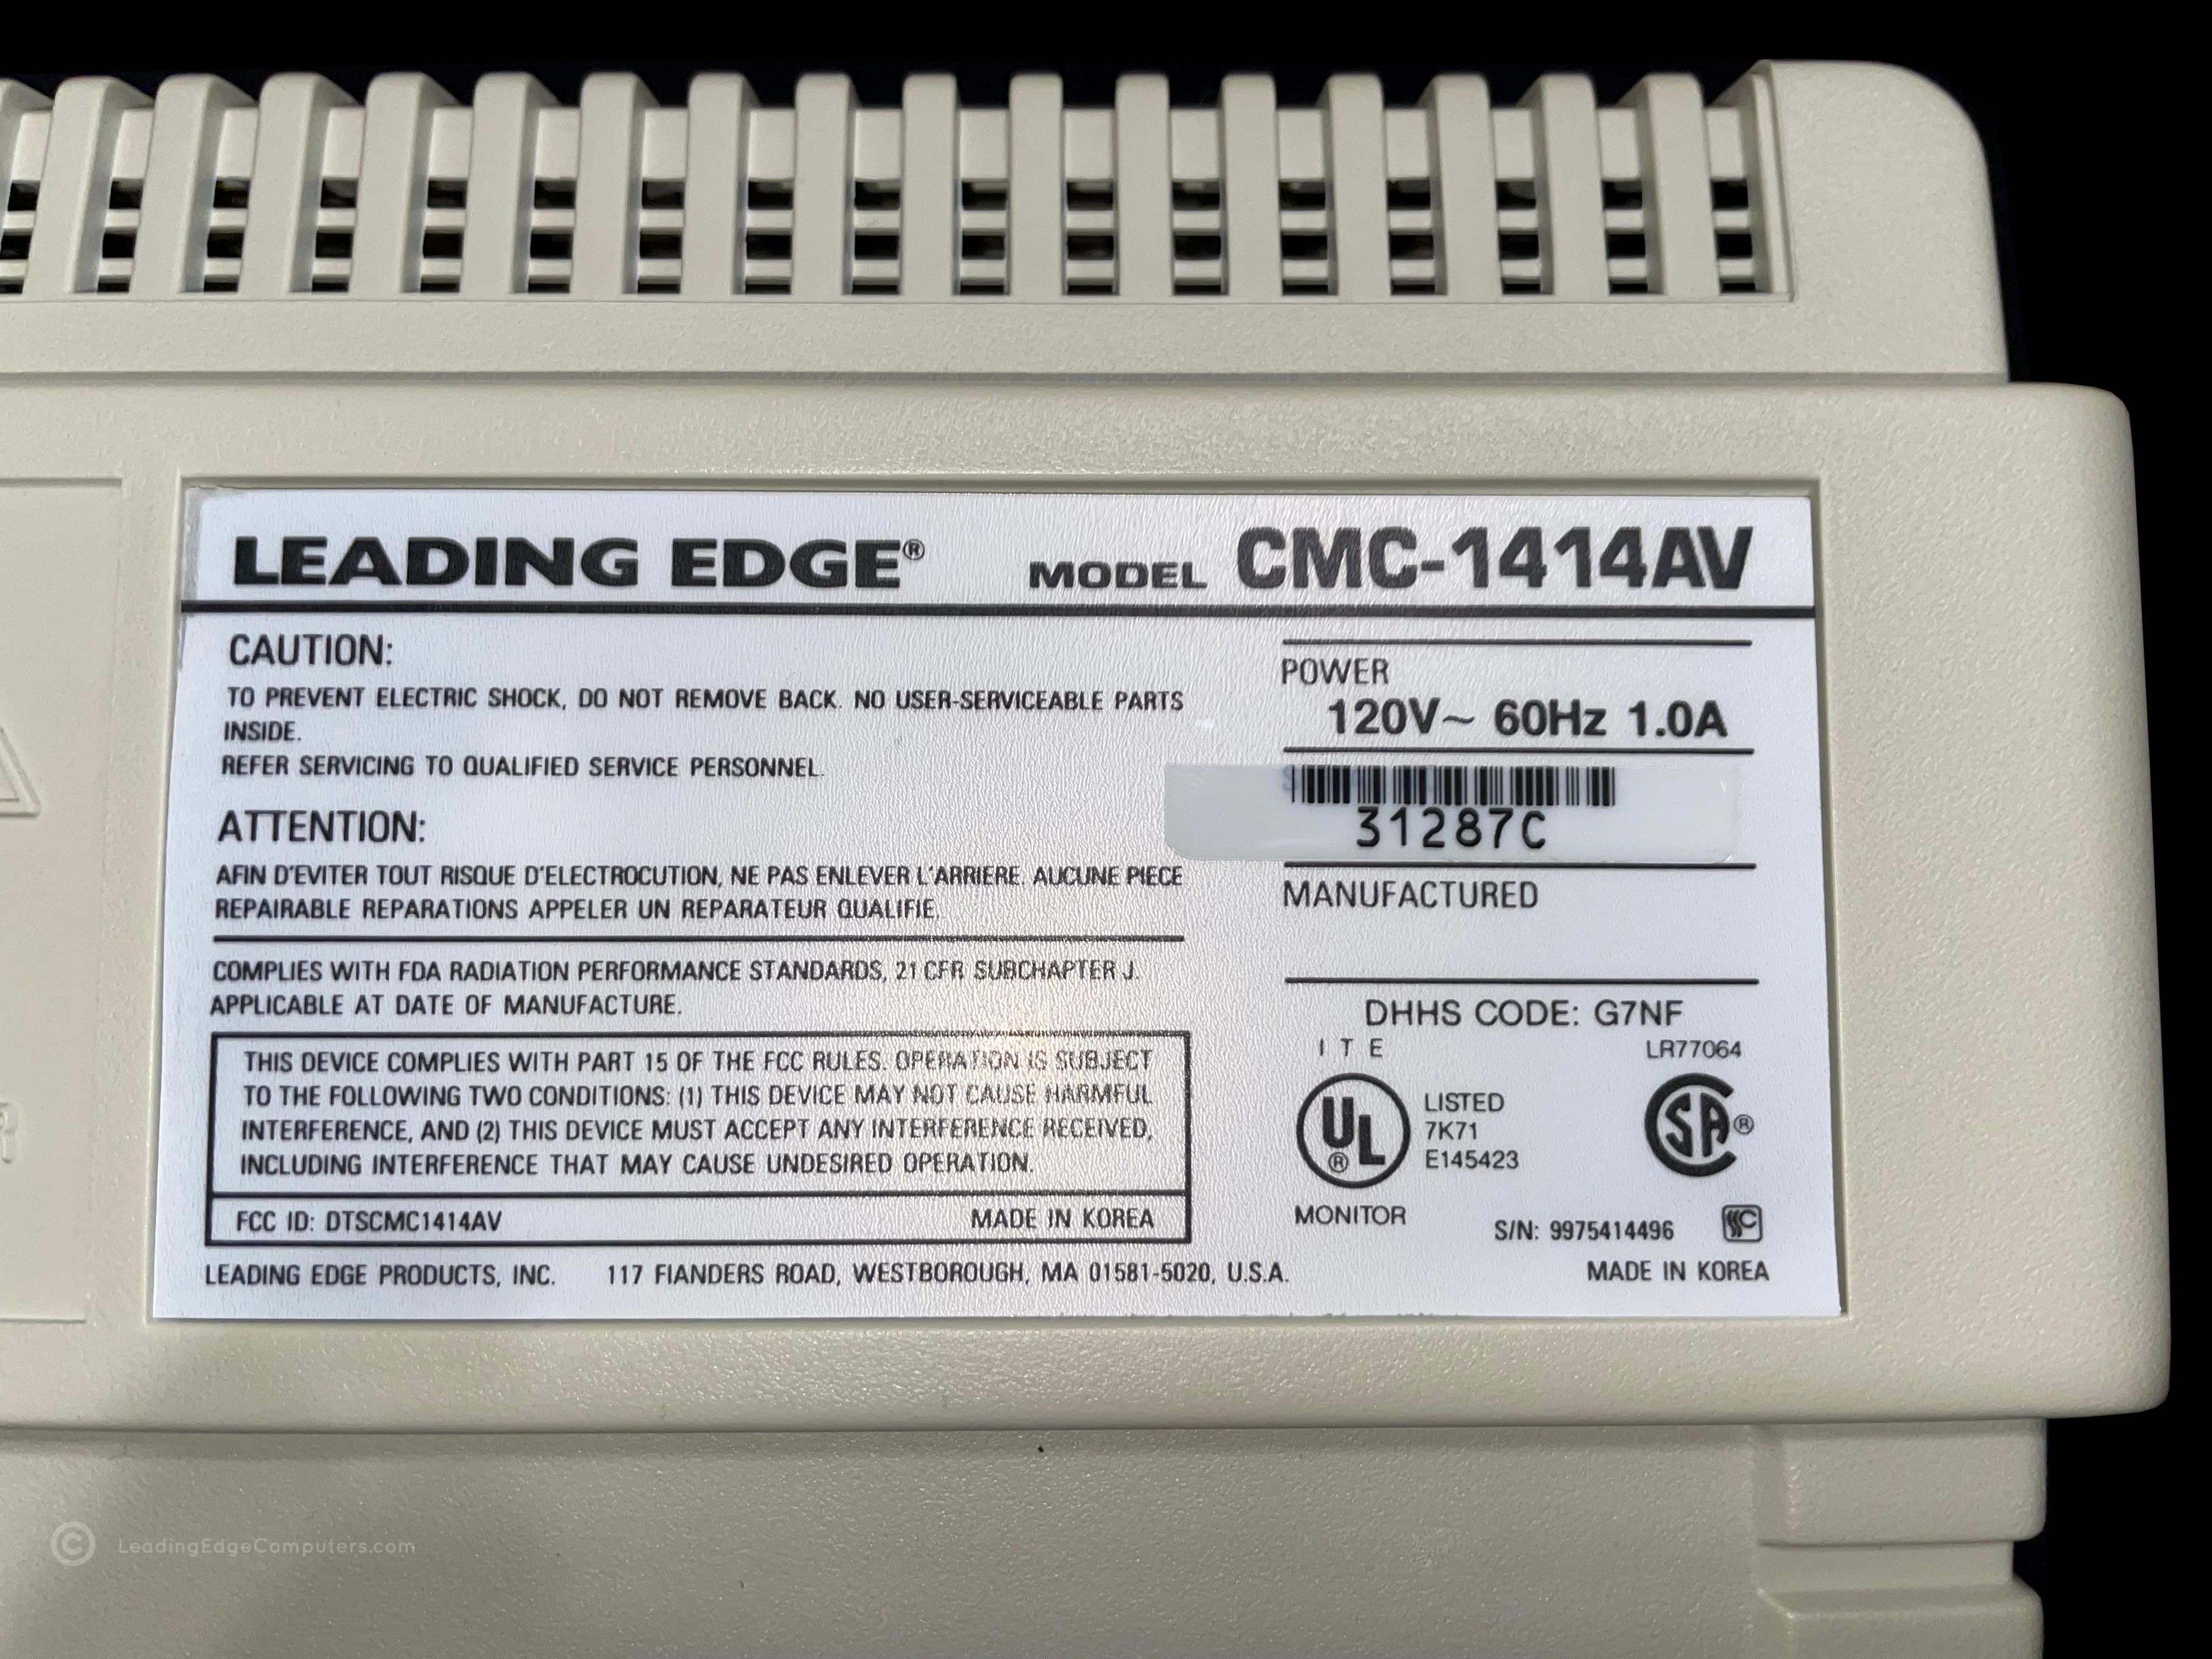 LEADING EDGE® MODEL CMC-1414AV
CAUTION:
TO PREVENT ELECTRIC SHOCK, DO NOT REMOVE BACK. NO USER-SERVICEABLE PARTS
INSIDE.
REFER SERVICING TO QUALIFIED SERVICE PERSONNEL.
ATTENTION:
AFIN D'EVITER TOUT RISQUE D'ELECTROCUTION, NE PAS ENLEVER L'ARRIERE. AUCUNE PIECE
REPAIRABLE REPARATIONS APPELER UN REPARATEUR QUALIFIE.
COMPLIES WITH FDA RADIATION PERFORMANCE STANDARDS, 21 CFR SUBCHAPTER J.
APPLICABLE AT DATE OF MANUFACTURE.
THIS DEVICE COMPLIES WITH PART 15 OF THE FCC RULES. OPERATION IS SUBJECT
TO THE FOLLOWING TWO CONDITIONS: (1) THIS DEVICE MAY NOT CAUSE HARMFUL
INTERFERENCE, AND (2) THIS DEVICE MUST ACCEPT ANY INTERFERENCE RECEIVED,
INCLUDING INTERFERENCE THAT MAY CAUSE UNDESIRED OPERATION.
FCC ID: DTSCMC1414AV MADE IN KOREA
LEADING EDGE PRODUCTS, INC. 117 FIANDERS ROAD, WESTBOROUGH, MA 01581-5020, U.S.A.
POWER
120V~ 60Hz 1.0A
31287C
MANUFACTURED
DHHS CODE: G7NF
I T E LR77064
UL® LISTED
7K71
E145423
SA®
MONITOR
S/N: 9975414496
MADE IN KOREA
© LeadingEdgeComputers.com